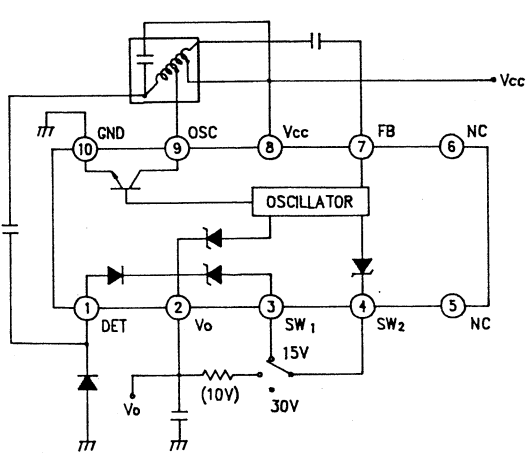 Vcc
GND
OSC
Vcc
FB
NC
10
9
8
7
6
OSCILLATOR
1
2
3
4
5
DET
Vo
SW1
SW2
NC
15V
(10V)
Vo
30V